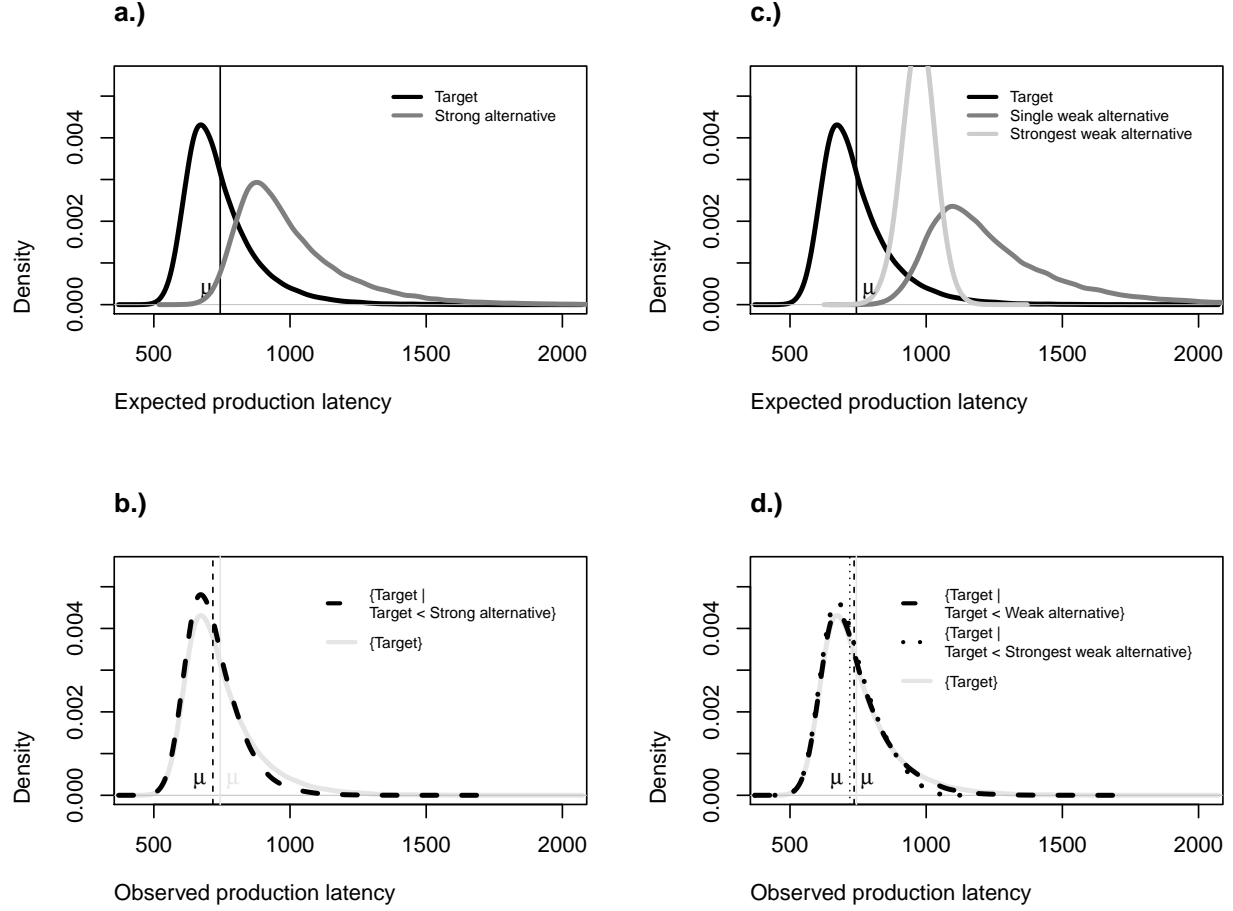 a.)
Density
0.000
0.002
0.004
Target
Strong alternative
μ
500
1000
1500
2000
Expected production latency
c.)
Density
0.000
0.002
0.004
Target
Single weak alternative
Strongest weak alternative
μ
500
1000
1500
2000
Expected production latency
b.)
Density
0.000
0.002
0.004
{Target |
Target < Strong alternative}
{Target}
μ
μ
500
1000
1500
2000
Observed production latency
d.)
Density
0.000
0.002
0.004
{Target |
Target < Weak alternative}
{Target |
Target < Strongest weak alternative}
{Target}
μ
μ
500
1000
1500
2000
Observed production latency